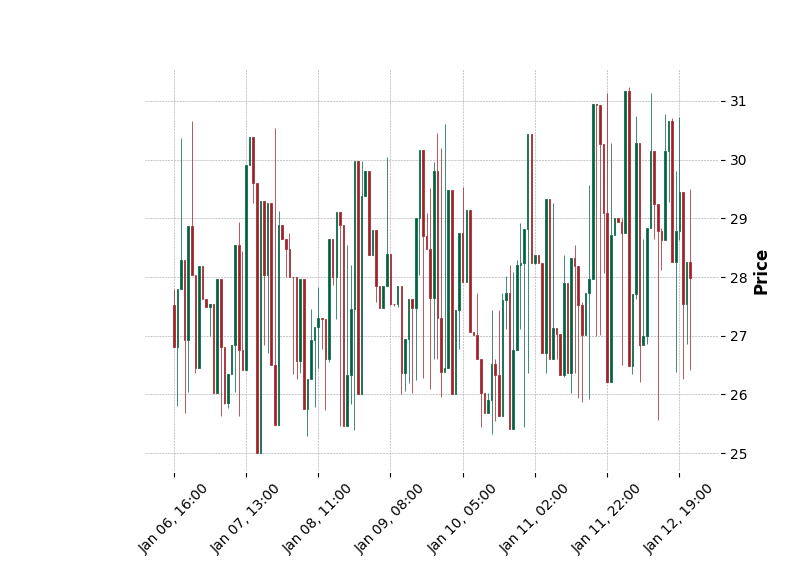 31
30
29
28
27
26
25
Price
Jan 06, 16:00
Jan 07, 13:00
Jan 08, 11:00
Jan 09, 08:00
Jan 10, 05:00
Jan 11, 02:00
Jan 11, 22:00
Jan 12, 19:00